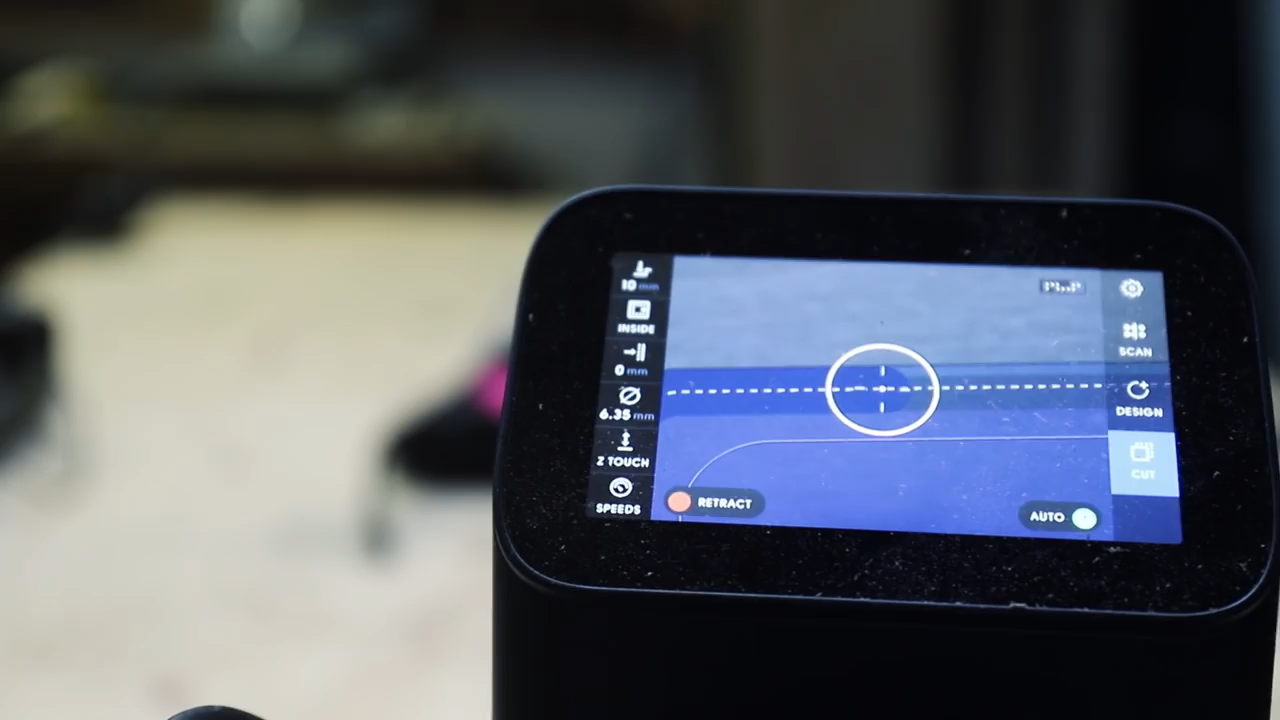 10 mm
INSIDE
0 mm
6.35 mm
Z TOUCH
SPEEDS
RETRACT
AUTO
SCAN
DESIGN
CUT